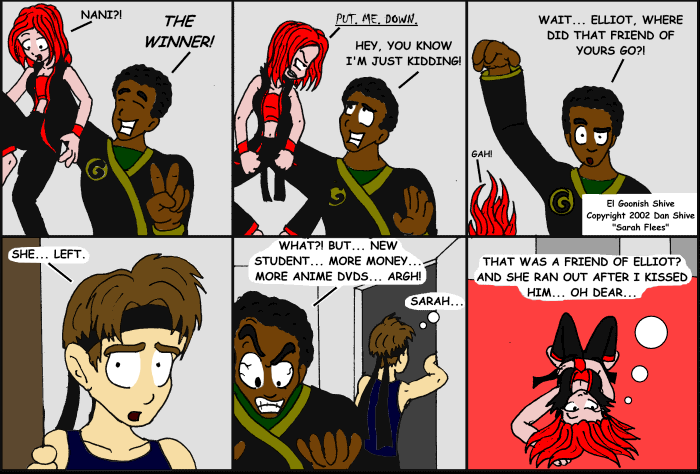 NANI?!
THE
WINNER!
PUT. ME. DOWN.
HEY, YOU KNOW
I'M JUST KIDDING!
WAIT... ELLIOT, WHERE
DID THAT FRIEND OF
YOURS GO?!
GAH!
G
G
G
El Goonish Shive
Copyright 2002 Dan Shive
"Sarah Flees"
SHE... LEFT.
WHAT?! BUT... NEW
STUDENT... MORE MONEY...
MORE ANIME DVDS... ARGH!
SARAH...
THAT WAS A FRIEND OF ELLIOT?
AND SHE RAN OUT AFTER I KISSED
HIM... OH DEAR...